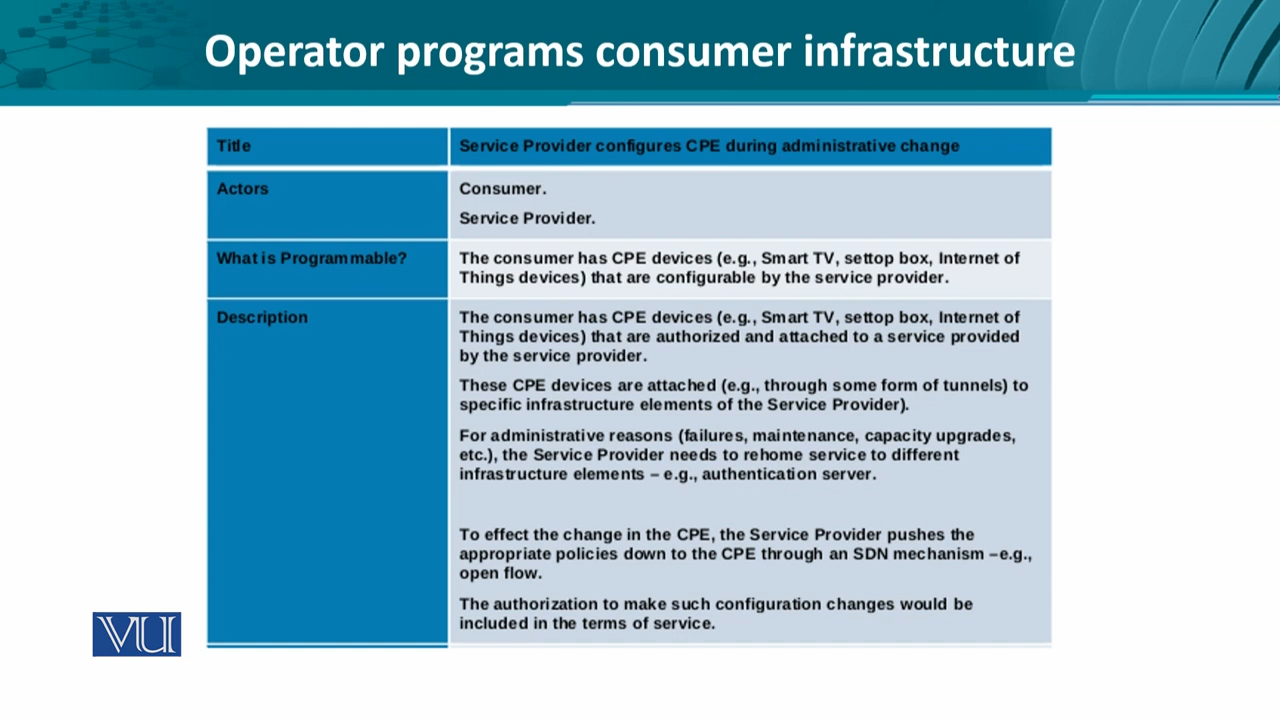 Operator programs consumer infrastructure
Title
Service Provider configures CPE during administrative change
Actors
Consumer.
Service Provider.
What is Programmable?
The consumer has CPE devices (e.g., Smart TV, settop box, Internet of
Things devices) that are configurable by the service provider.
Description
The consumer has CPE devices (e.g., Smart TV, settop box, Internet of
Things devices) that are authorized and attached to a service provided
by the service provider.
These CPE devices are attached (e.g., through some form of tunnels) to
specific infrastructure elements of the Service Provider).
For administrative reasons (failures, maintenance, capacity upgrades,
etc.), the Service Provider needs to rehome service to different
infrastructure elements – e.g., authentication server.
To effect the change in the CPE, the Service Provider pushes the
appropriate policies down to the CPE through an SDN mechanism –e.g.,
open flow.
The authorization to make such configuration changes would be
included in the terms of service.
VU